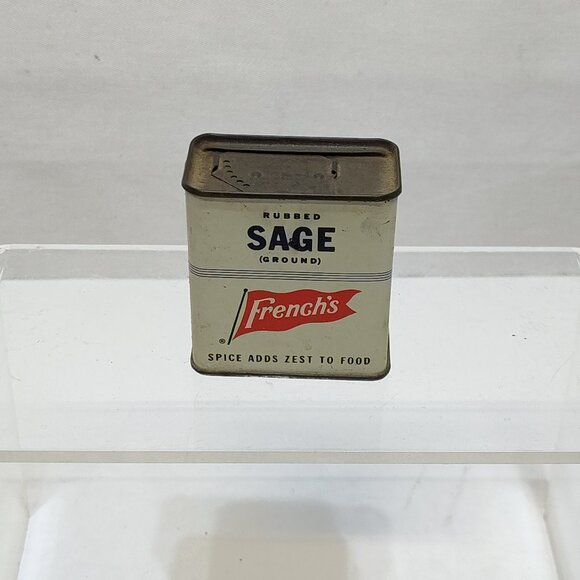 RUBBED
SAGE
(GROUND)
French's
®
SPICE ADDS ZEST TO FOOD